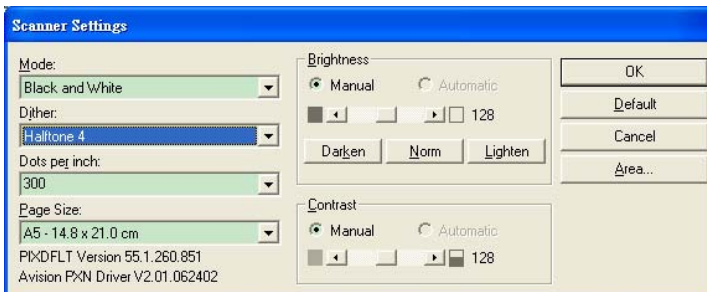 Scanner Settings
Mode:
Black and White
Dither:
Halftone 4
Dots per inch:
300
Page Size:
A5 - 14.8 x 21.0 cm
PIXDFLT Version 55.1.260.851
Avision PXN Driver V2.01.062402
Brightness
Manual
Automatic
128
Darken
Norm
Lighten
Contrast
Manual
Automatic
128
OK
Default
Cancel
Area...